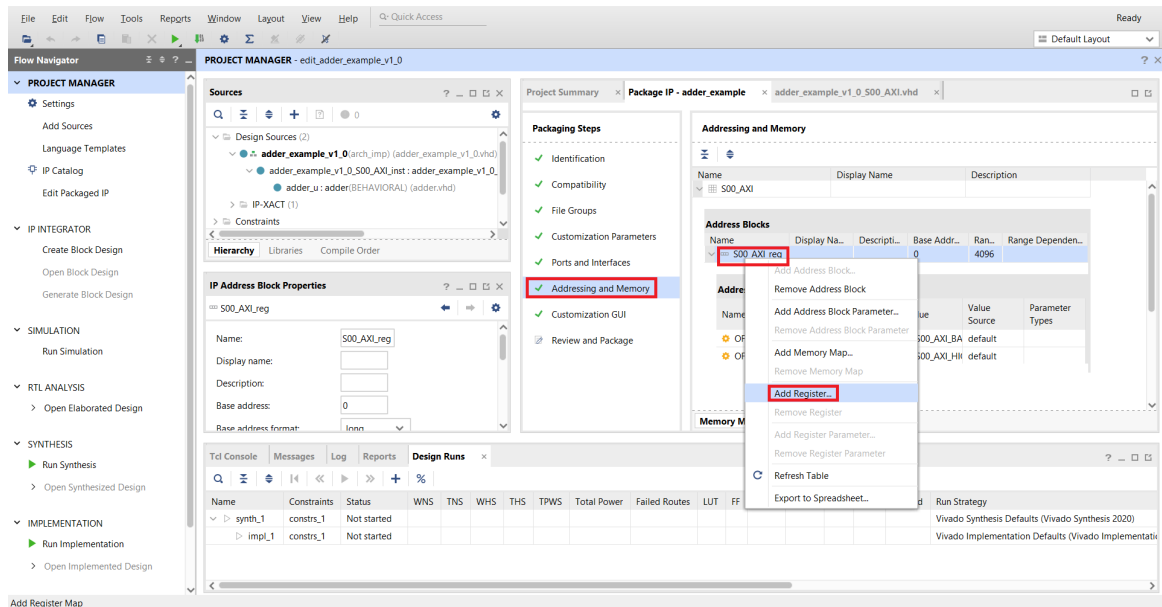 File Edit Flow Tools Reports Window Layout View Help Quick Access Ready
Default Layout
Flow Navigator
PROJECT MANAGER - edit_adder_example_v1_0
PROJECT MANAGER
Settings
Add Sources
Language Templates
IP Catalog
Edit Packaged IP
IP INTEGRATOR
Create Block Design
Open Block Design
Generate Block Design
SIMULATION
Run Simulation
RTL ANALYSIS
Open Elaborated Design
SYNTHESIS
Run Synthesis
Open Synthesized Design
IMPLEMENTATION
Run Implementation
Open Implemented Design
Sources
0
Design Sources (2)
adder_example_v1_0(arch_imp) (adder_example_v1_0.vhd)
adder_example_v1_0_S00_AXI_inst : adder_example_v1_0_
adder_u : adder(BEHAVIORAL) (adder.vhd)
IP-XACT (1)
Constraints
Hierarchy Libraries Compile Order
IP Address Block Properties
S00_AXI_reg
Name: S00_AXI_reg
Display name:
Description:
Base address: 0
Base address format: long
Project Summary Package IP - adder_example adder_example_v1_0_S00_AXI.vhd
Packaging Steps
Identification
Compatibility
File Groups
Customization Parameters
Ports and Interfaces
Addressing and Memory
Customization GUI
Review and Package
Addressing and Memory
Name Display Name Description
S00_AXI
Address Blocks
Name Display Na... Descripti... Base Addr... Ran... Range Dependen...
S00_AXI_reg 0 4096
Addre
Name lue Value Source Parameter Types
OF S00_AXI_BA default
OF S00_AXI_HI default
Memory M
Add Address Block...
Remove Address Block
Add Address Block Parameter...
Remove Address Block Parameter
Add Memory Map...
Remove Memory Map
Add Register...
Remove Register
Add Register Parameter...
Remove Register Parameter
Refresh Table
Export to Spreadsheet...
Tcl Console Messages Log Reports Design Runs
Name Constraints Status WNS TNS WHS THS TPWS Total Power Failed Routes LUT FF d Run Strategy
synth_1 constrs_1 Not started Vivado Synthesis Defaults (Vivado Synthesis 2020)
impl_1 constrs_1 Not started Vivado Implementation Defaults (Vivado Implementati
Add Register Map